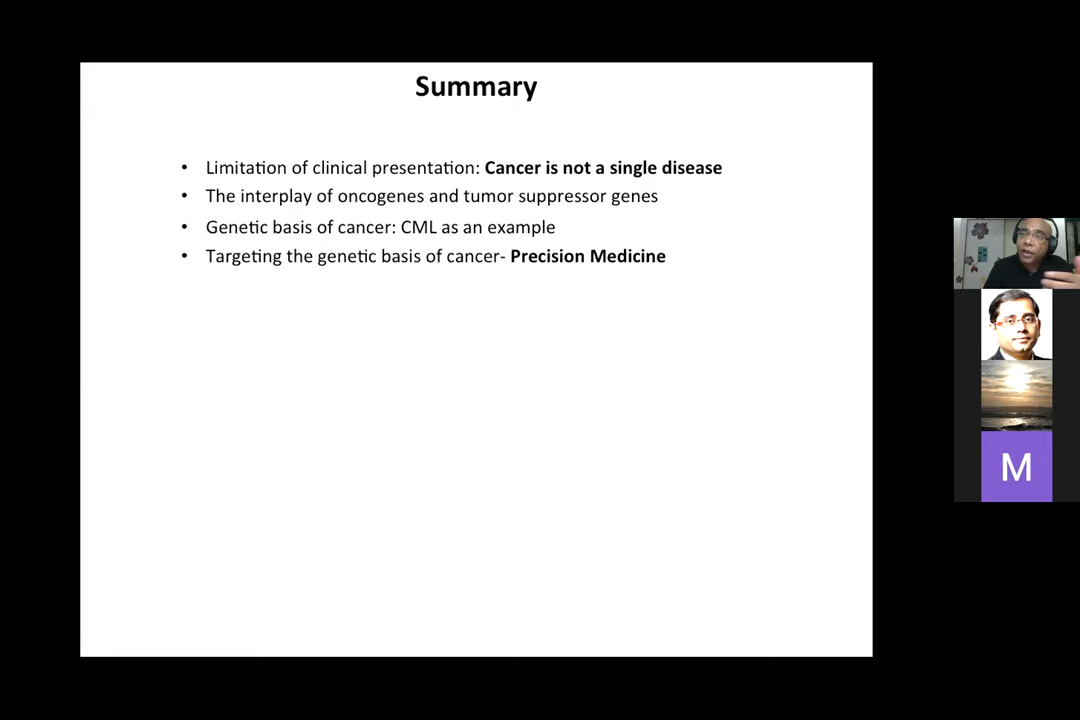 Summary
• Limitation of clinical presentation: Cancer is not a single disease
• The interplay of oncogenes and tumor suppressor genes
• Genetic basis of cancer: CML as an example
• Targeting the genetic basis of cancer- Precision Medicine
M